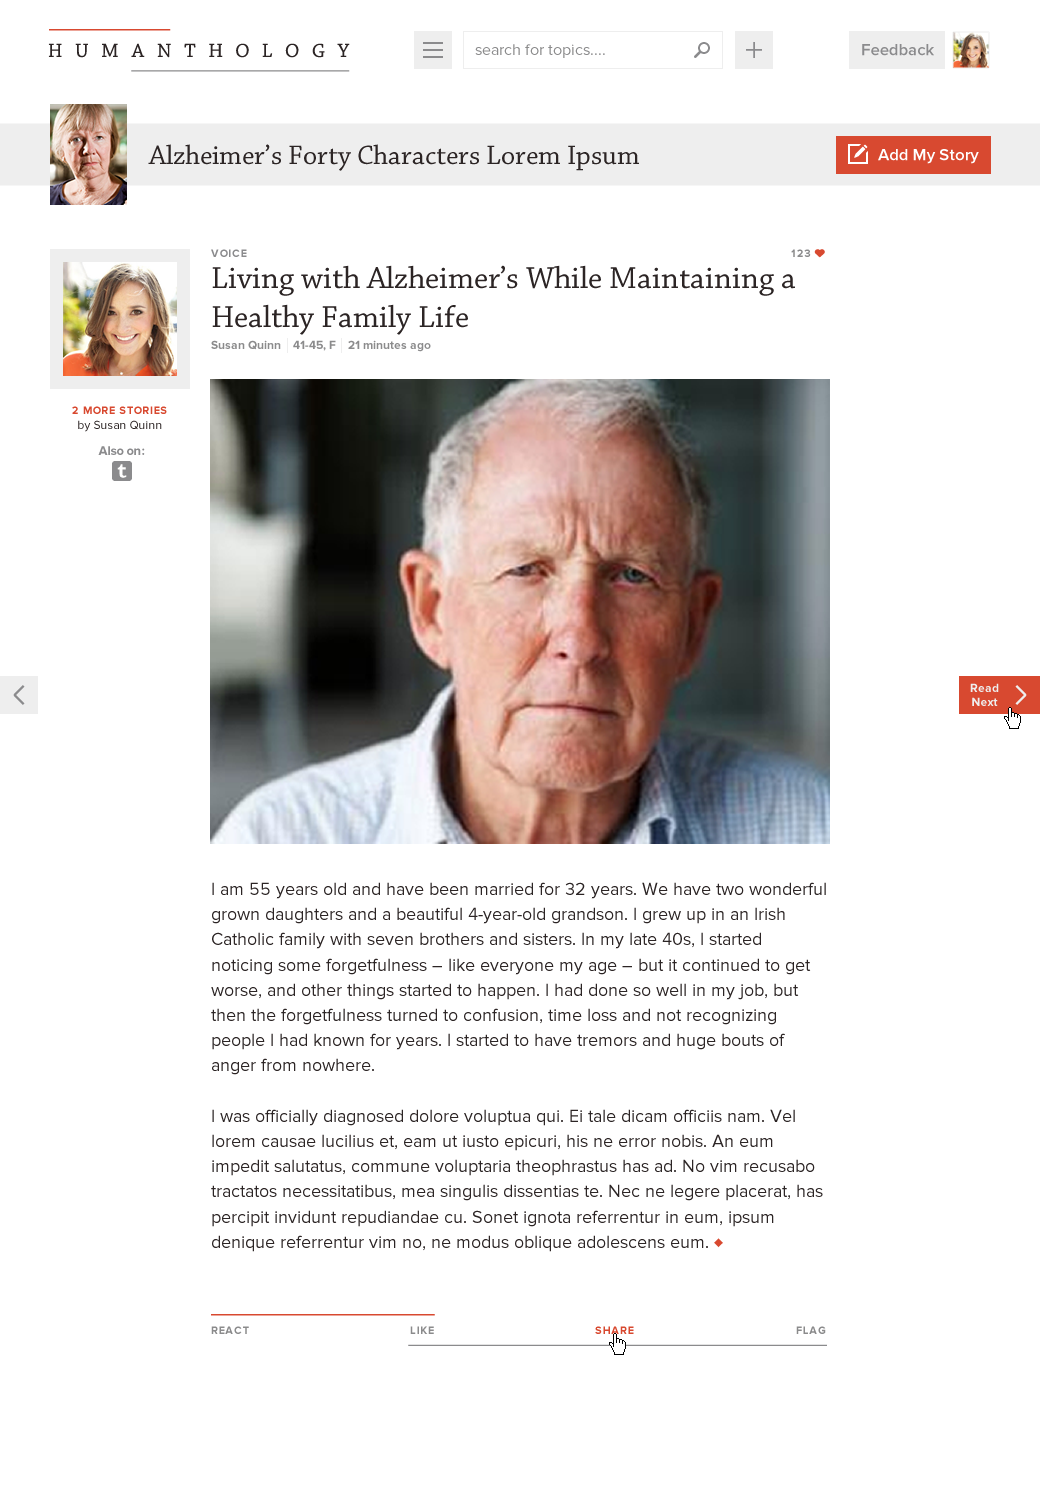 HUMANTHOLOGY
search for topics....
Feedback
Alzheimer’s Forty Characters Lorem Ipsum
Add My Story
VOICE
123
Living with Alzheimer’s While Maintaining a
Healthy Family Life
Susan Quinn 41-45, F 21 minutes ago
2 MORE STORIES
by Susan Quinn
Also on:
t
Read
Next
I am 55 years old and have been married for 32 years. We have two wonderful
grown daughters and a beautiful 4-year-old grandson. I grew up in an Irish
Catholic family with seven brothers and sisters. In my late 40s, I started
noticing some forgetfulness – like everyone my age – but it continued to get
worse, and other things started to happen. I had done so well in my job, but
then the forgetfulness turned to confusion, time loss and not recognizing
people I had known for years. I started to have tremors and huge bouts of
anger from nowhere.
I was officially diagnosed dolore voluptua qui. Ei tale dicam officiis nam. Vel
lorem causae lucilius et, eam ut iusto epicuri, his ne error nobis. An eum
impedit salutatus, commune voluptaria theophrastus has ad. No vim recusabo
tractatos necessitatibus, mea singulis dissentias te. Nec ne legere placerat, has
percipit invidunt repudiandae cu. Sonet ignota referrentur in eum, ipsum
denique referrentur vim no, ne modus oblique adolescens eum.
REACT LIKE SHARE FLAG